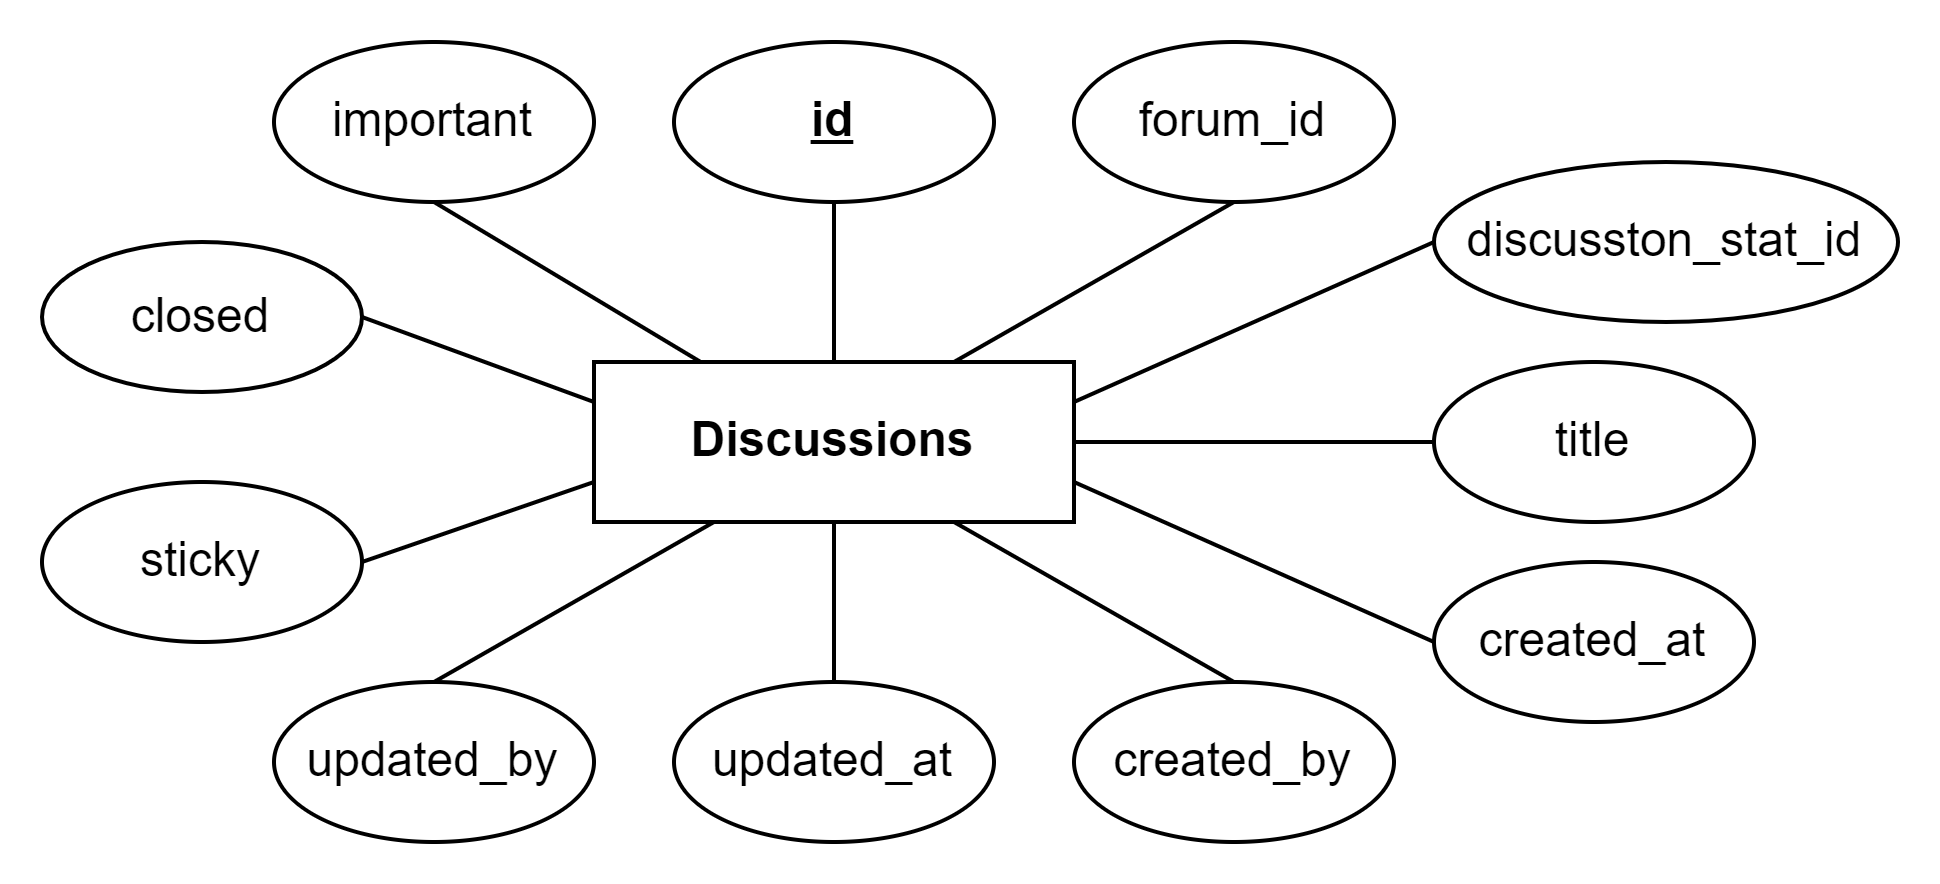 important
id
forum_id
discusston_stat_id
closed
Discussions
title
sticky
created_at
updated_by
updated_at
created_by